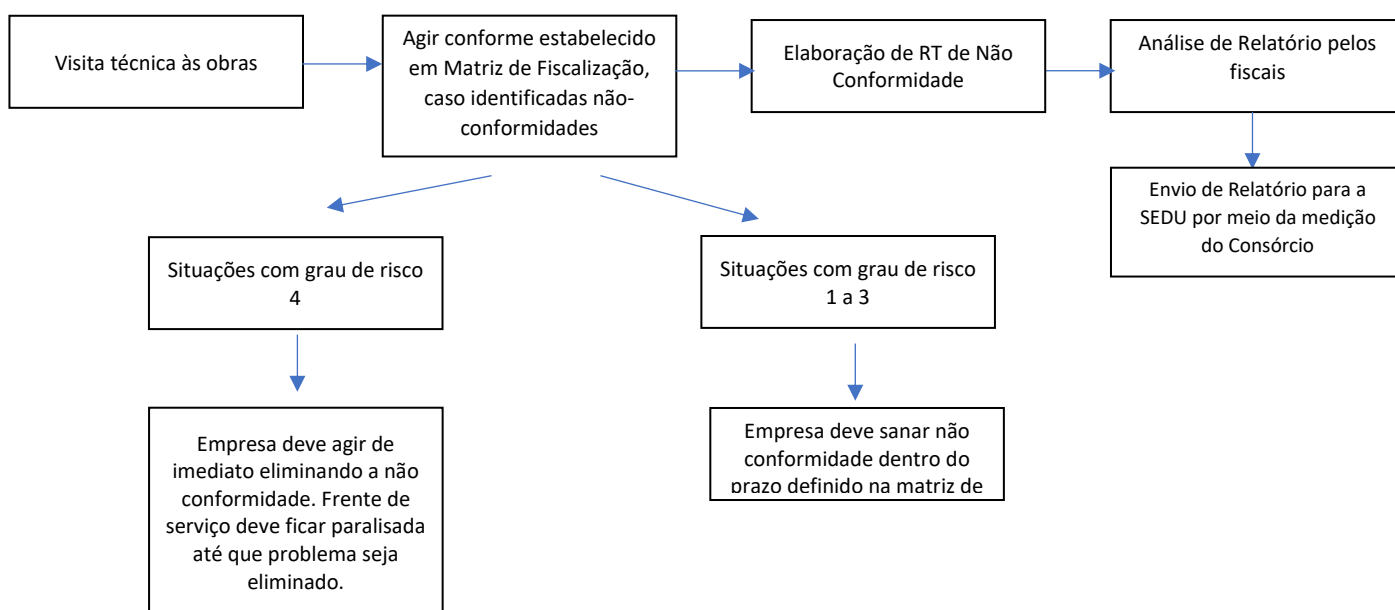 Visita técnica às obras
Agir conforme estabelecido
em Matriz de Fiscalização,
caso identificadas não-
conformidades
Elaboração de RT de Não
Conformidade
Análise de Relatório pelos
fiscais
Envio de Relatório para a
SEDU por meio da medição
do Consórcio
Situações com grau de risco
4
Situações com grau de risco
1 a 3
Empresa deve agir de
imediato eliminando a não
conformidade. Frente de
serviço deve ficar paralisada
até que problema seja
eliminado.
Empresa deve sanar não
conformidade dentro do
prazo definido na matriz de